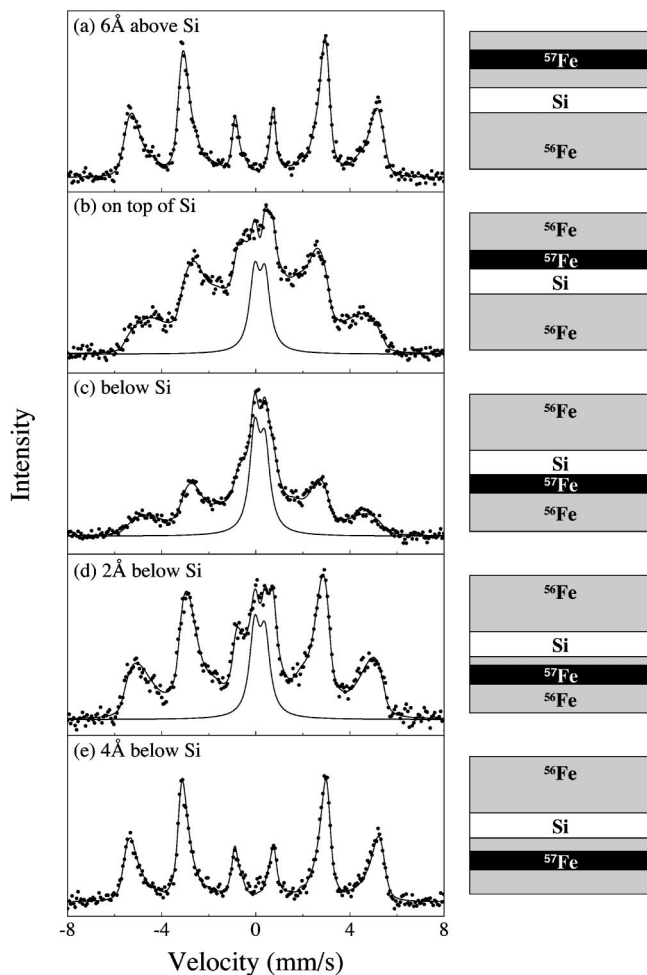 (a) 6Å above Si
⁵⁷Fe
Si
⁵⁶Fe
(b) on top of Si
⁵⁶Fe
⁵⁷Fe
Si
⁵⁶Fe
(c) below Si
⁵⁶Fe
Si
⁵⁷Fe
⁵⁶Fe
(d) 2Å below Si
⁵⁶Fe
Si
⁵⁷Fe
⁵⁶Fe
(e) 4Å below Si
⁵⁶Fe
Si
⁵⁷Fe
Intensity
-8 -4 0 4 8
Velocity (mm/s)